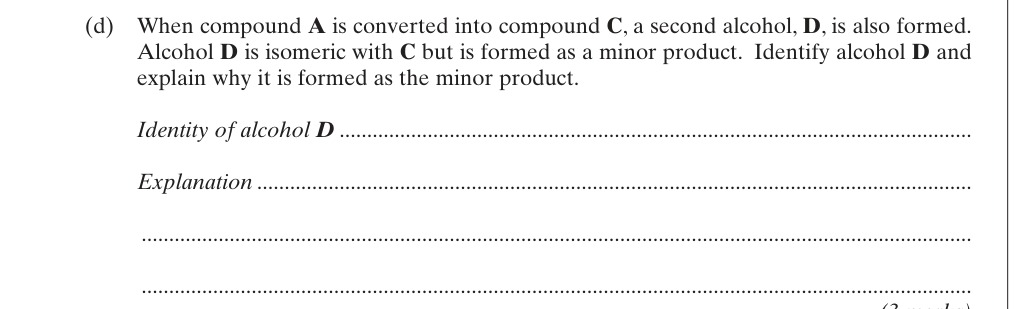 (d) When compound A is converted into compound C, a second alcohol, D, is also formed.
Alcohol D is isomeric with C but is formed as a minor product. Identify alcohol D and
explain why it is formed as the minor product.
Identity of alcohol D ....................................................................................................................
Explanation ..................................................................................................................................
.......................................................................................................................................................
.......................................................................................................................................................